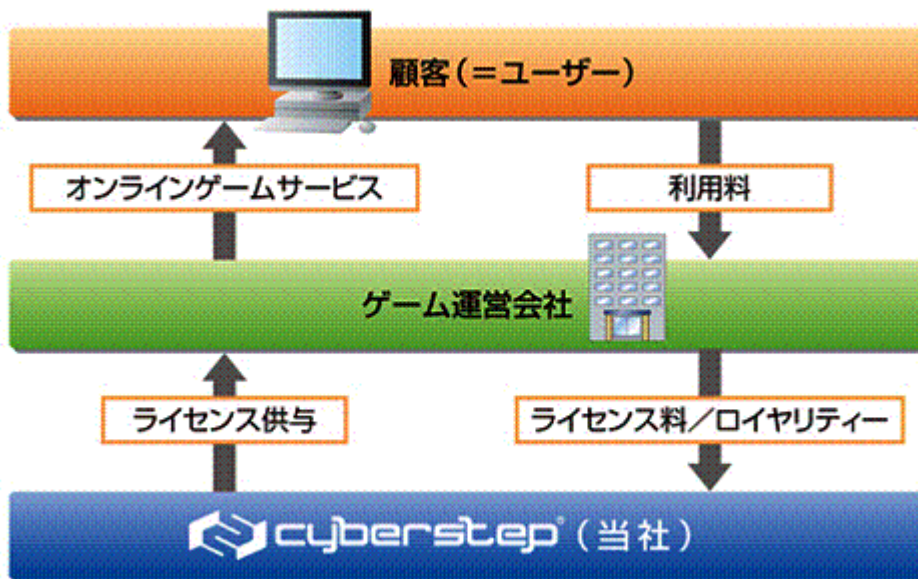 顧客(=ユーザー)
オンラインゲームサービス
利用料
ゲーム運営会社
ライセンス供与
ライセンス料/ロイヤリティー
cyberstep® (当社)